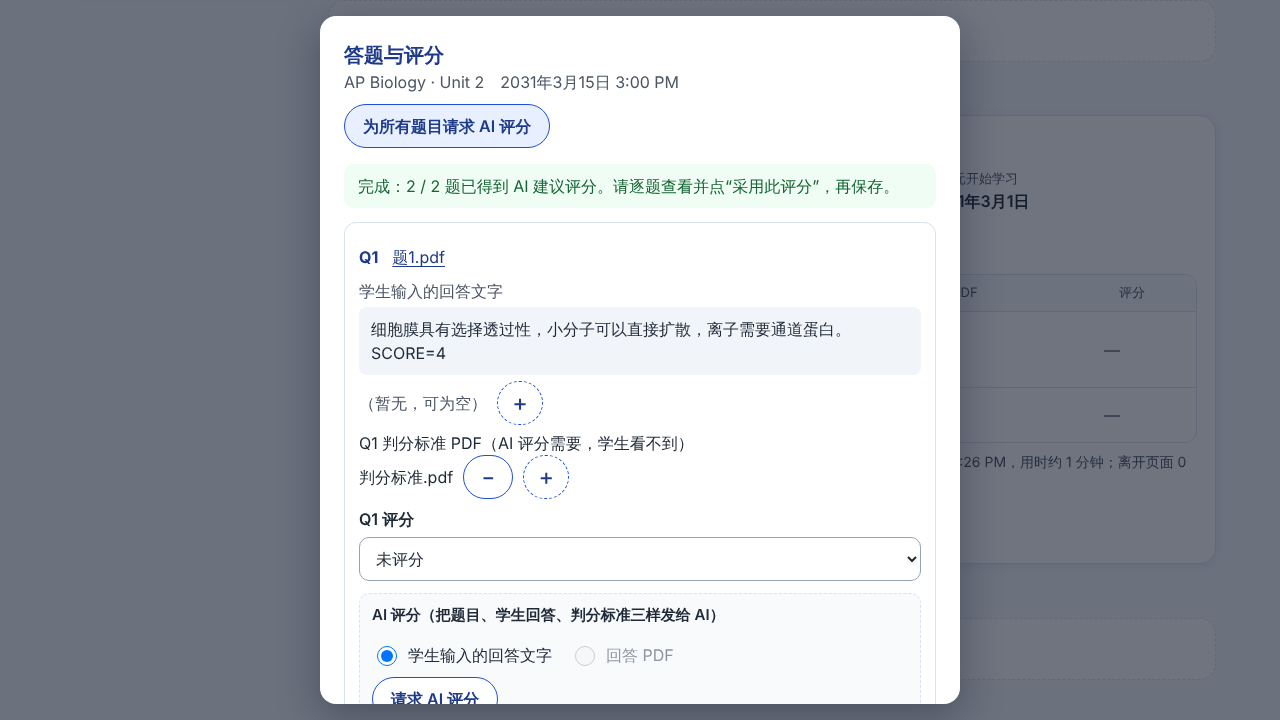 答题与评分
AP Biology · Unit 2 2031年3月15日 3:00 PM
为所有题目请求 AI 评分
完成：2 / 2 题已得到 AI 建议评分。请逐题查看并点“采用此评分”，再保存。
Q1 题1.pdf
学生输入的回答文字
细胞膜具有选择透过性，小分子可以直接扩散，离子需要通道蛋白。
SCORE=4
（暂无，可为空） +
Q1 判分标准 PDF（AI 评分需要，学生看不到）
判分标准.pdf − +
Q1 评分
未评分
AI 评分（把题目、学生回答、判分标准三样发给 AI）
学生输入的回答文字 回答 PDF
请求 AI 评分
开始学习
年3月1日
DF 评分
—
—
:26 PM，用时约 1 分钟；离开页面 0